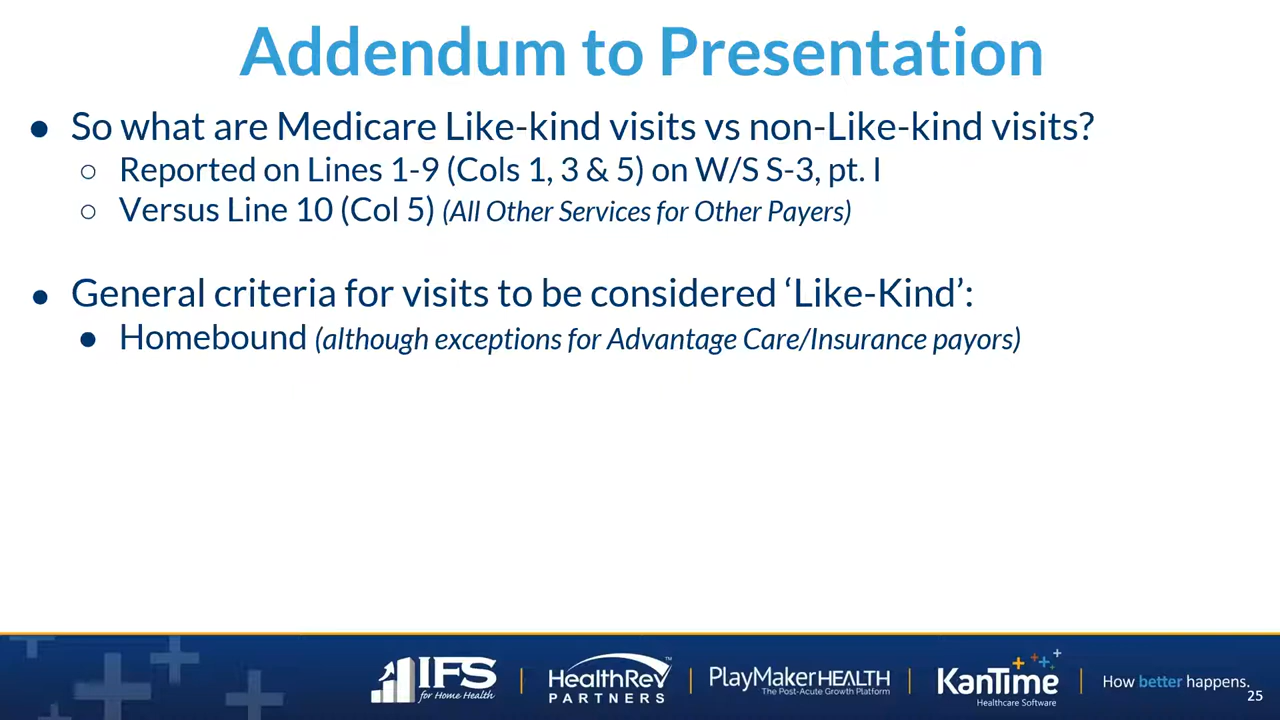 Addendum to Presentation
● So what are Medicare Like-kind visits vs non-Like-kind visits?
○ Reported on Lines 1-9 (Cols 1, 3 & 5) on W/S S-3, pt. I
○ Versus Line 10 (Col 5) (All Other Services for Other Payers)
● General criteria for visits to be considered ‘Like-Kind’:
● Homebound (although exceptions for Advantage Care/Insurance payors)
IFS
for Home Health
HealthRev™
PARTNERS
PlayMakerHEALTH
The Post-Acute Growth Platform
KanTime
Healthcare Software
How better happens.
25